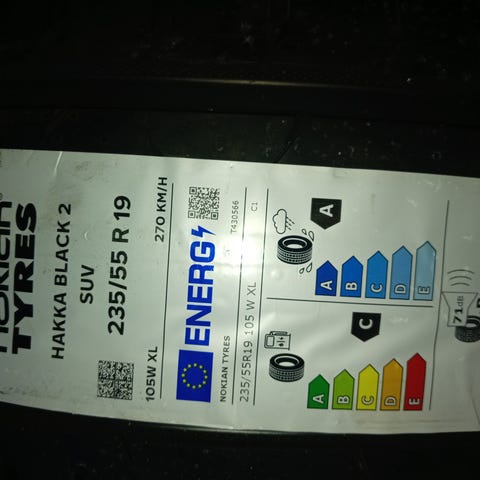 TYRES
HAKKA BLACK 2
SUV
235/55 R 19
105W XL
270 KM/H
ENERG
NOKIAN TYRES
T430566
235/55R19 105 W XL
C1
A
A
B
C
D
E
C
A
B
C
D
E
71dB